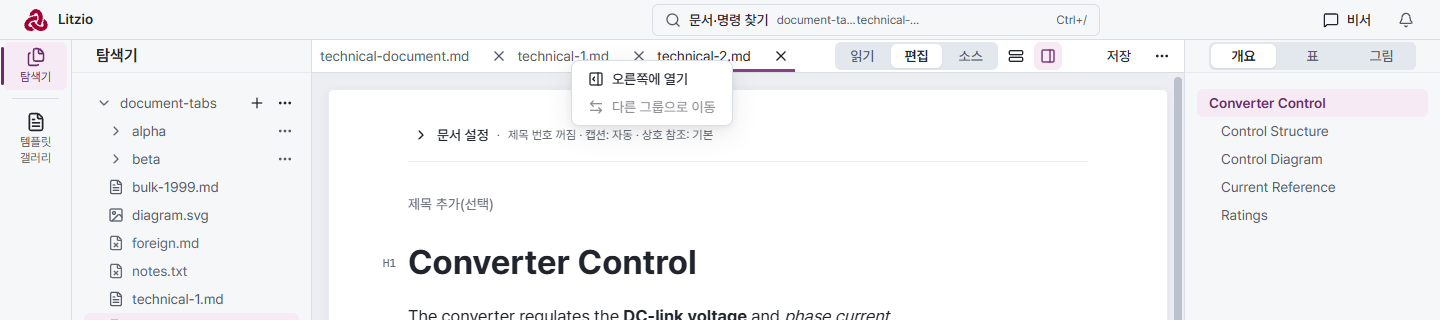 Litzio
문서·명령 찾기 document-ta...technical-... Ctrl+/
비서
탐색기
템플릿
갤러리
탐색기
document-tabs
alpha
beta
bulk-1999.md
diagram.svg
foreign.md
notes.txt
technical-1.md
technical-document.md technical-1.md technical-2.md
읽기 편집 소스
저장
오른쪽에 열기
다른 그룹으로 이동
문서 설정 · 제목 번호 꺼짐 · 캡션: 자동 · 상호 참조: 기본
제목 추가(선택)
H1 Converter Control
The converter regulates the DC-link voltage and phase current
개요 표 그림
Converter Control
Control Structure
Control Diagram
Current Reference
Ratings